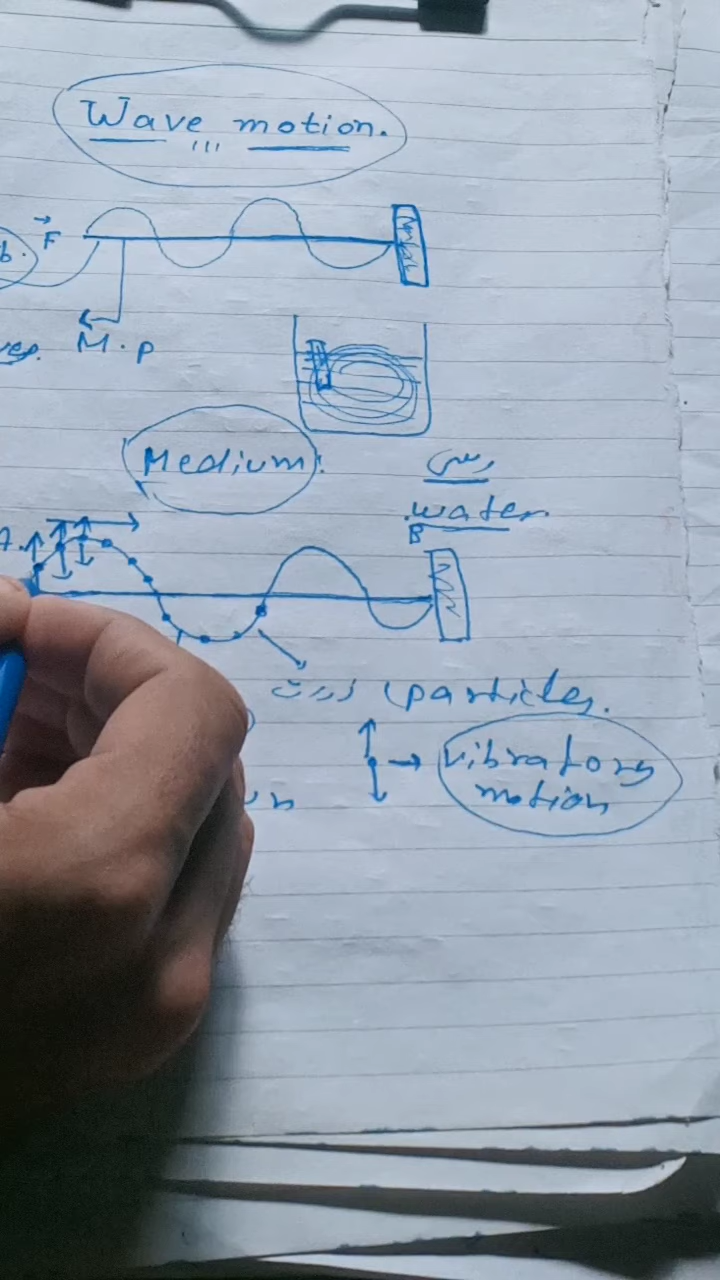 Wave motion.
F
M.p
Medium.
رسی
water
A.
B
ذرات (particles.
vibratory
motion